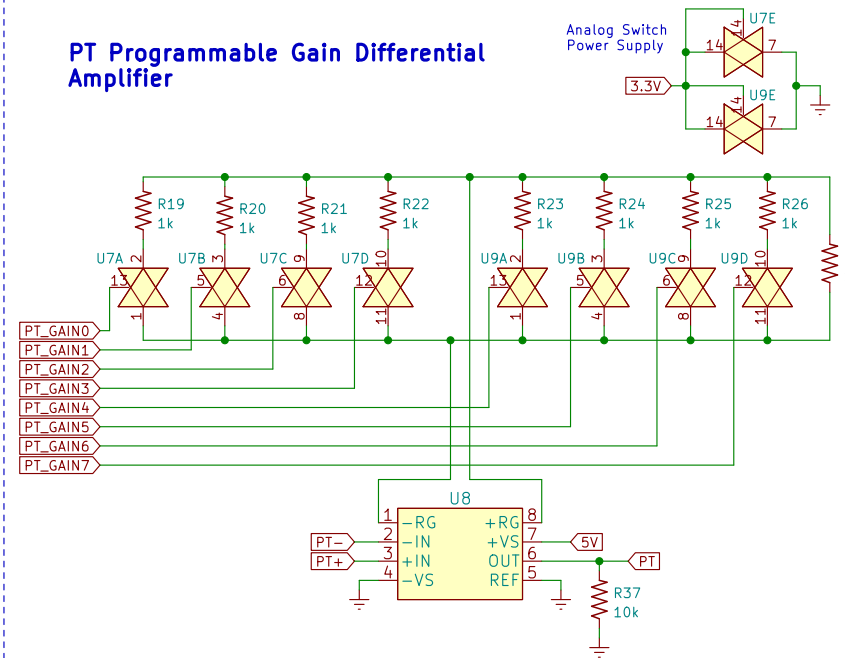 PT Programmable Gain Differential
Amplifier
Analog Switch
Power Supply
U7E
14
14
7
3.3V
U9E
14
14
7
R19
1k
R20
1k
R21
1k
R22
1k
R23
1k
R24
1k
R25
1k
R26
1k
U7A
2
13
1
U7B
3
5
4
U7C
9
6
8
U7D
10
12
11
U9A
2
13
1
U9B
3
5
4
U9C
9
6
8
U9D
10
12
11
PT_GAIN0
PT_GAIN1
PT_GAIN2
PT_GAIN3
PT_GAIN4
PT_GAIN5
PT_GAIN6
PT_GAIN7
U8
1 -RG +RG 8
PT- 2 -IN +VS 7 5V
PT+ 3 +IN OUT 6 PT
4 -VS REF 5
R37
10k